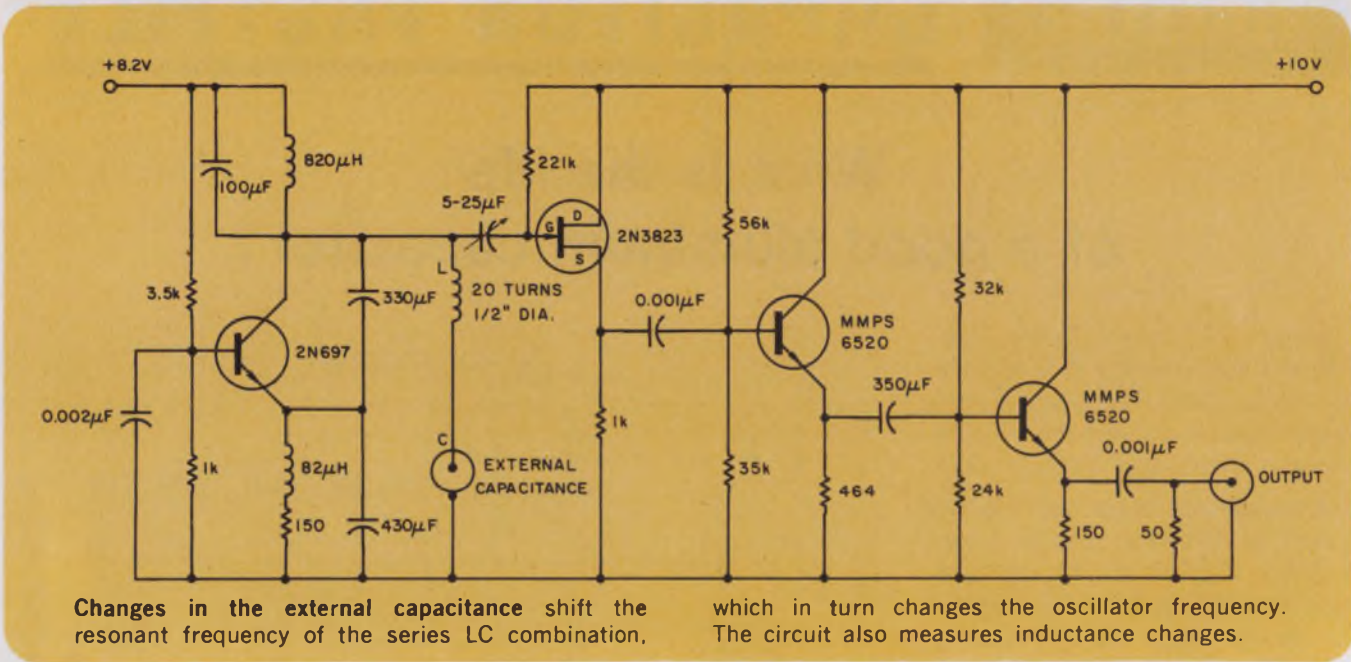 +8.2V
+10V
820µH
100µF
221k
5-25µF
D
G
S
2N3823
56k
3.5k
330µF
L
20 TURNS
1/2" DIA.
0.001µF
32k
2N697
MMPS
6520
350µF
MMPS
6520
0.002µF
0.001µF
1k
82µH
C
EXTERNAL
CAPACITANCE
1k
35k
464
24k
OUTPUT
150
430µF
150
50
Changes in the external capacitance shift the
resonant frequency of the series LC combination,
which in turn changes the oscillator frequency.
The circuit also measures inductance changes.